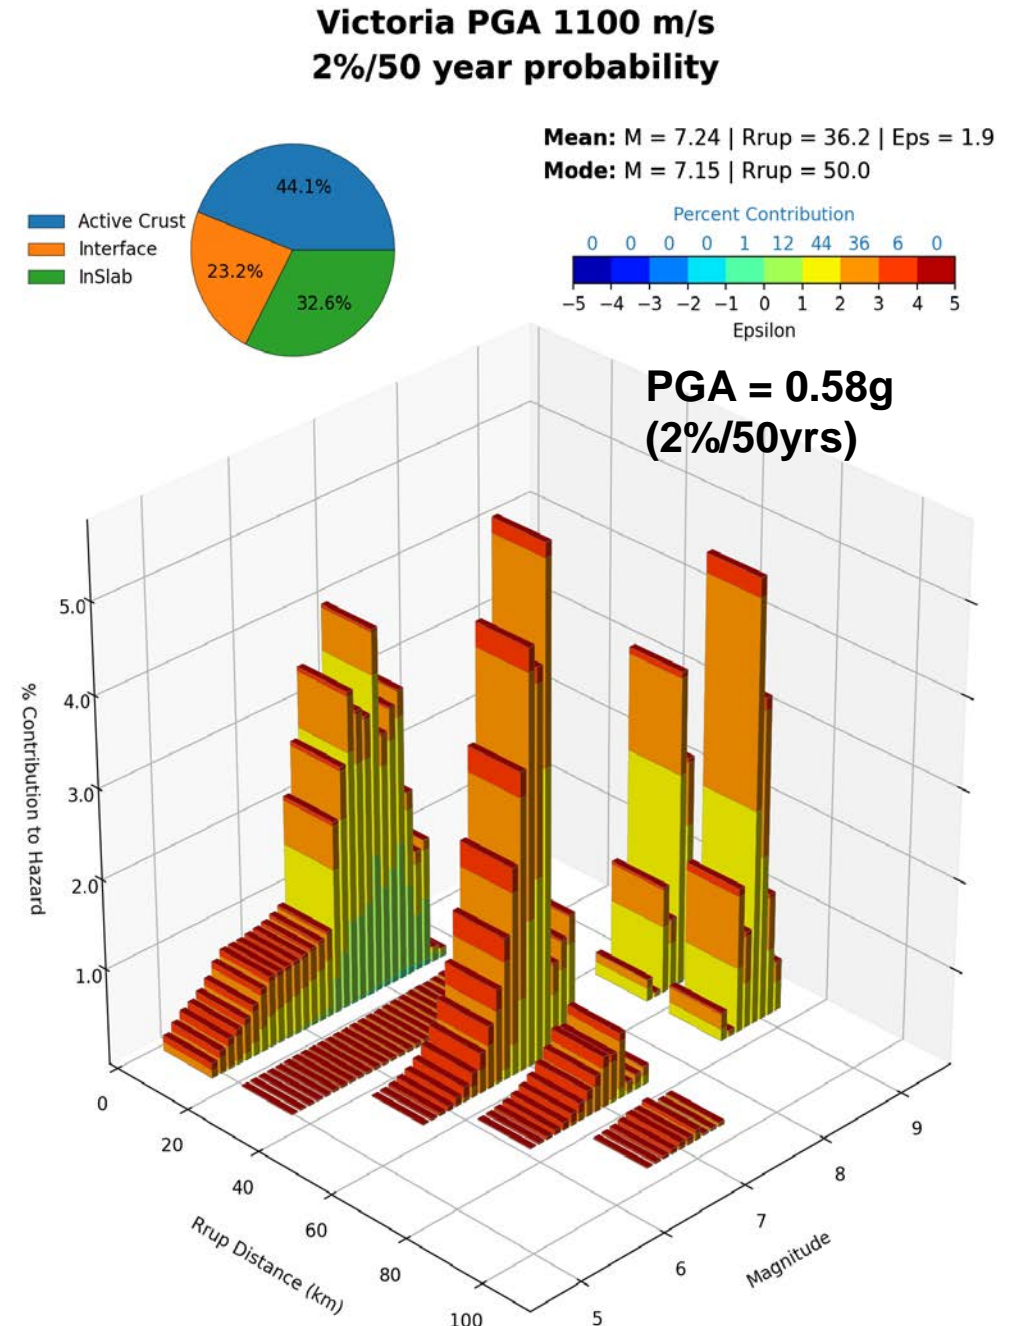 Victoria PGA 1100 m/s
2%/50 year probability
Mean: M = 7.24 | Rrup = 36.2 | Eps = 1.9
Mode: M = 7.15 | Rrup = 50.0
Active Crust
Interface
InSlab
44.1%
23.2%
32.6%
Percent Contribution
0 0 0 0 1 12 44 36 6 0
−5 −4 −3 −2 −1 0 1 2 3 4 5
Epsilon
PGA = 0.58g
(2%/50yrs)
% Contribution to Hazard
5.0
4.0
3.0
2.0
1.0
0
20
40
60
80
100
Rrup Distance (km)
5
6
7
8
9
Magnitude